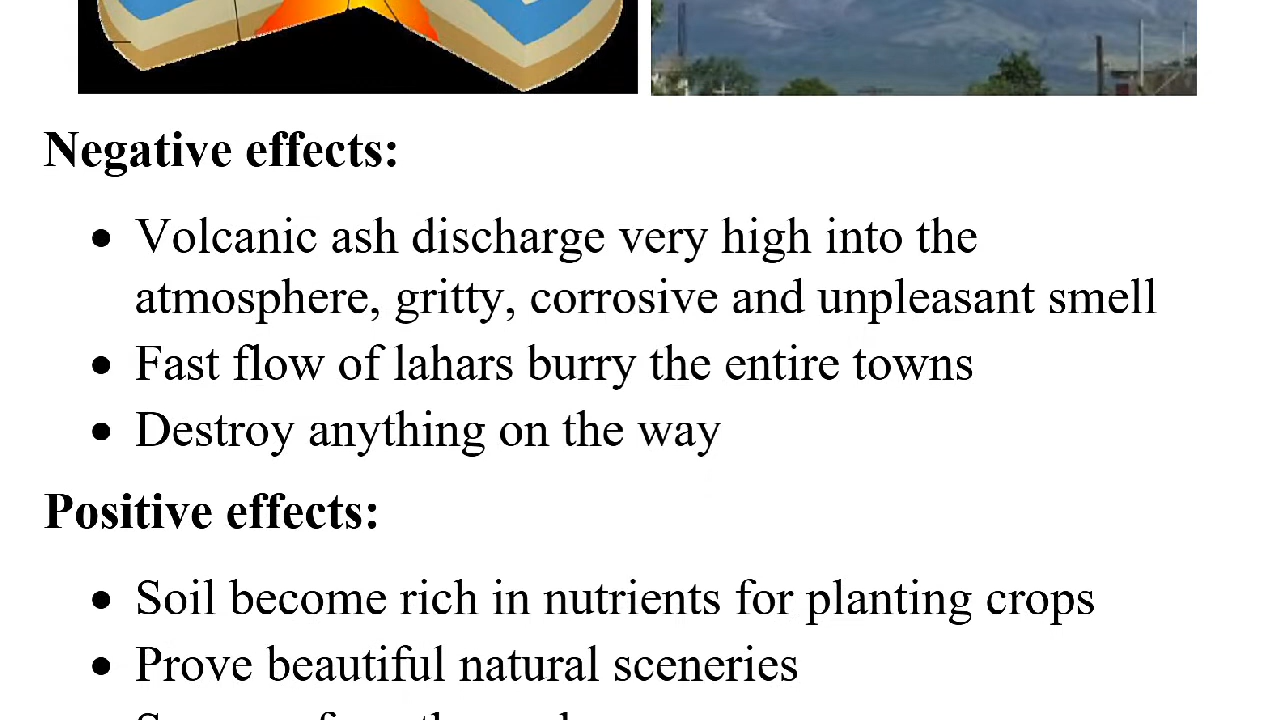 Negative effects:
• Volcanic ash discharge very high into the
atmosphere, gritty, corrosive and unpleasant smell
• Fast flow of lahars burry the entire towns
• Destroy anything on the way
Positive effects:
• Soil become rich in nutrients for planting crops
• Prove beautiful natural sceneries